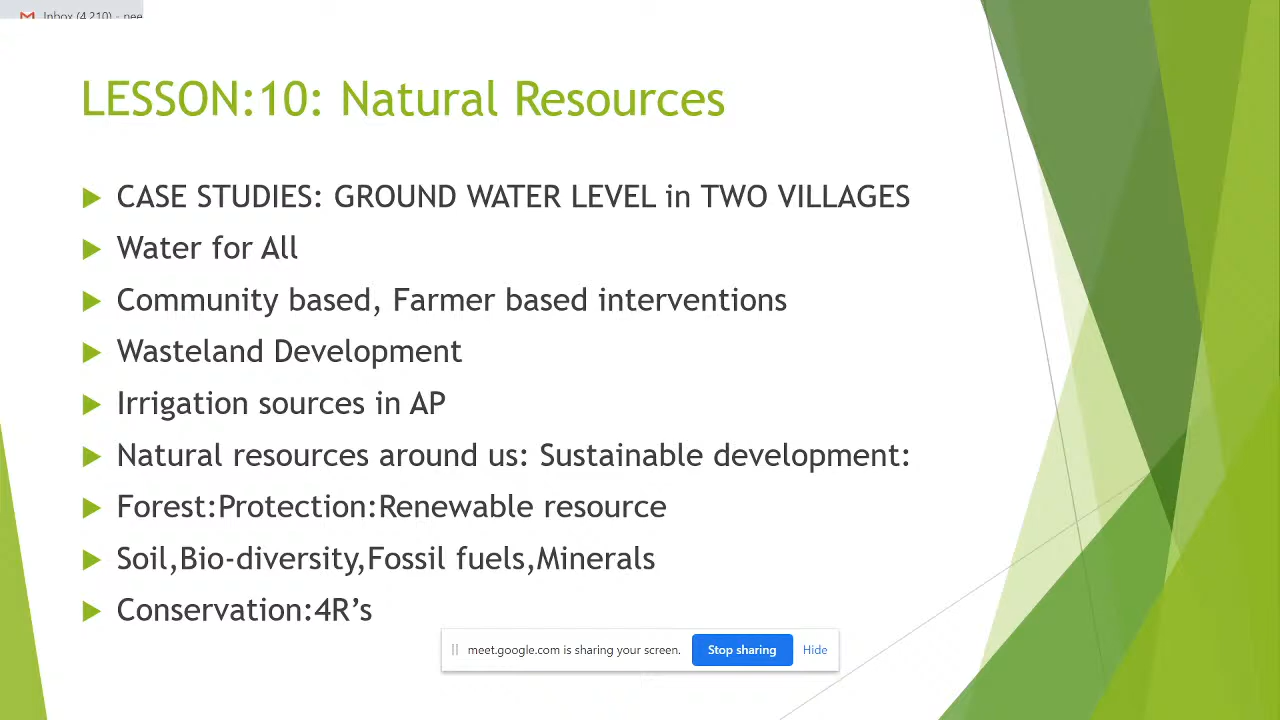 Inbox (4,210) - nee
LESSON:10: Natural Resources
CASE STUDIES: GROUND WATER LEVEL in TWO VILLAGES
Water for All
Community based, Farmer based interventions
Wasteland Development
Irrigation sources in AP
Natural resources around us: Sustainable development:
Forest:Protection:Renewable resource
Soil,Bio-diversity,Fossil fuels,Minerals
Conservation:4R’s
meet.google.com is sharing your screen. Stop sharing Hide